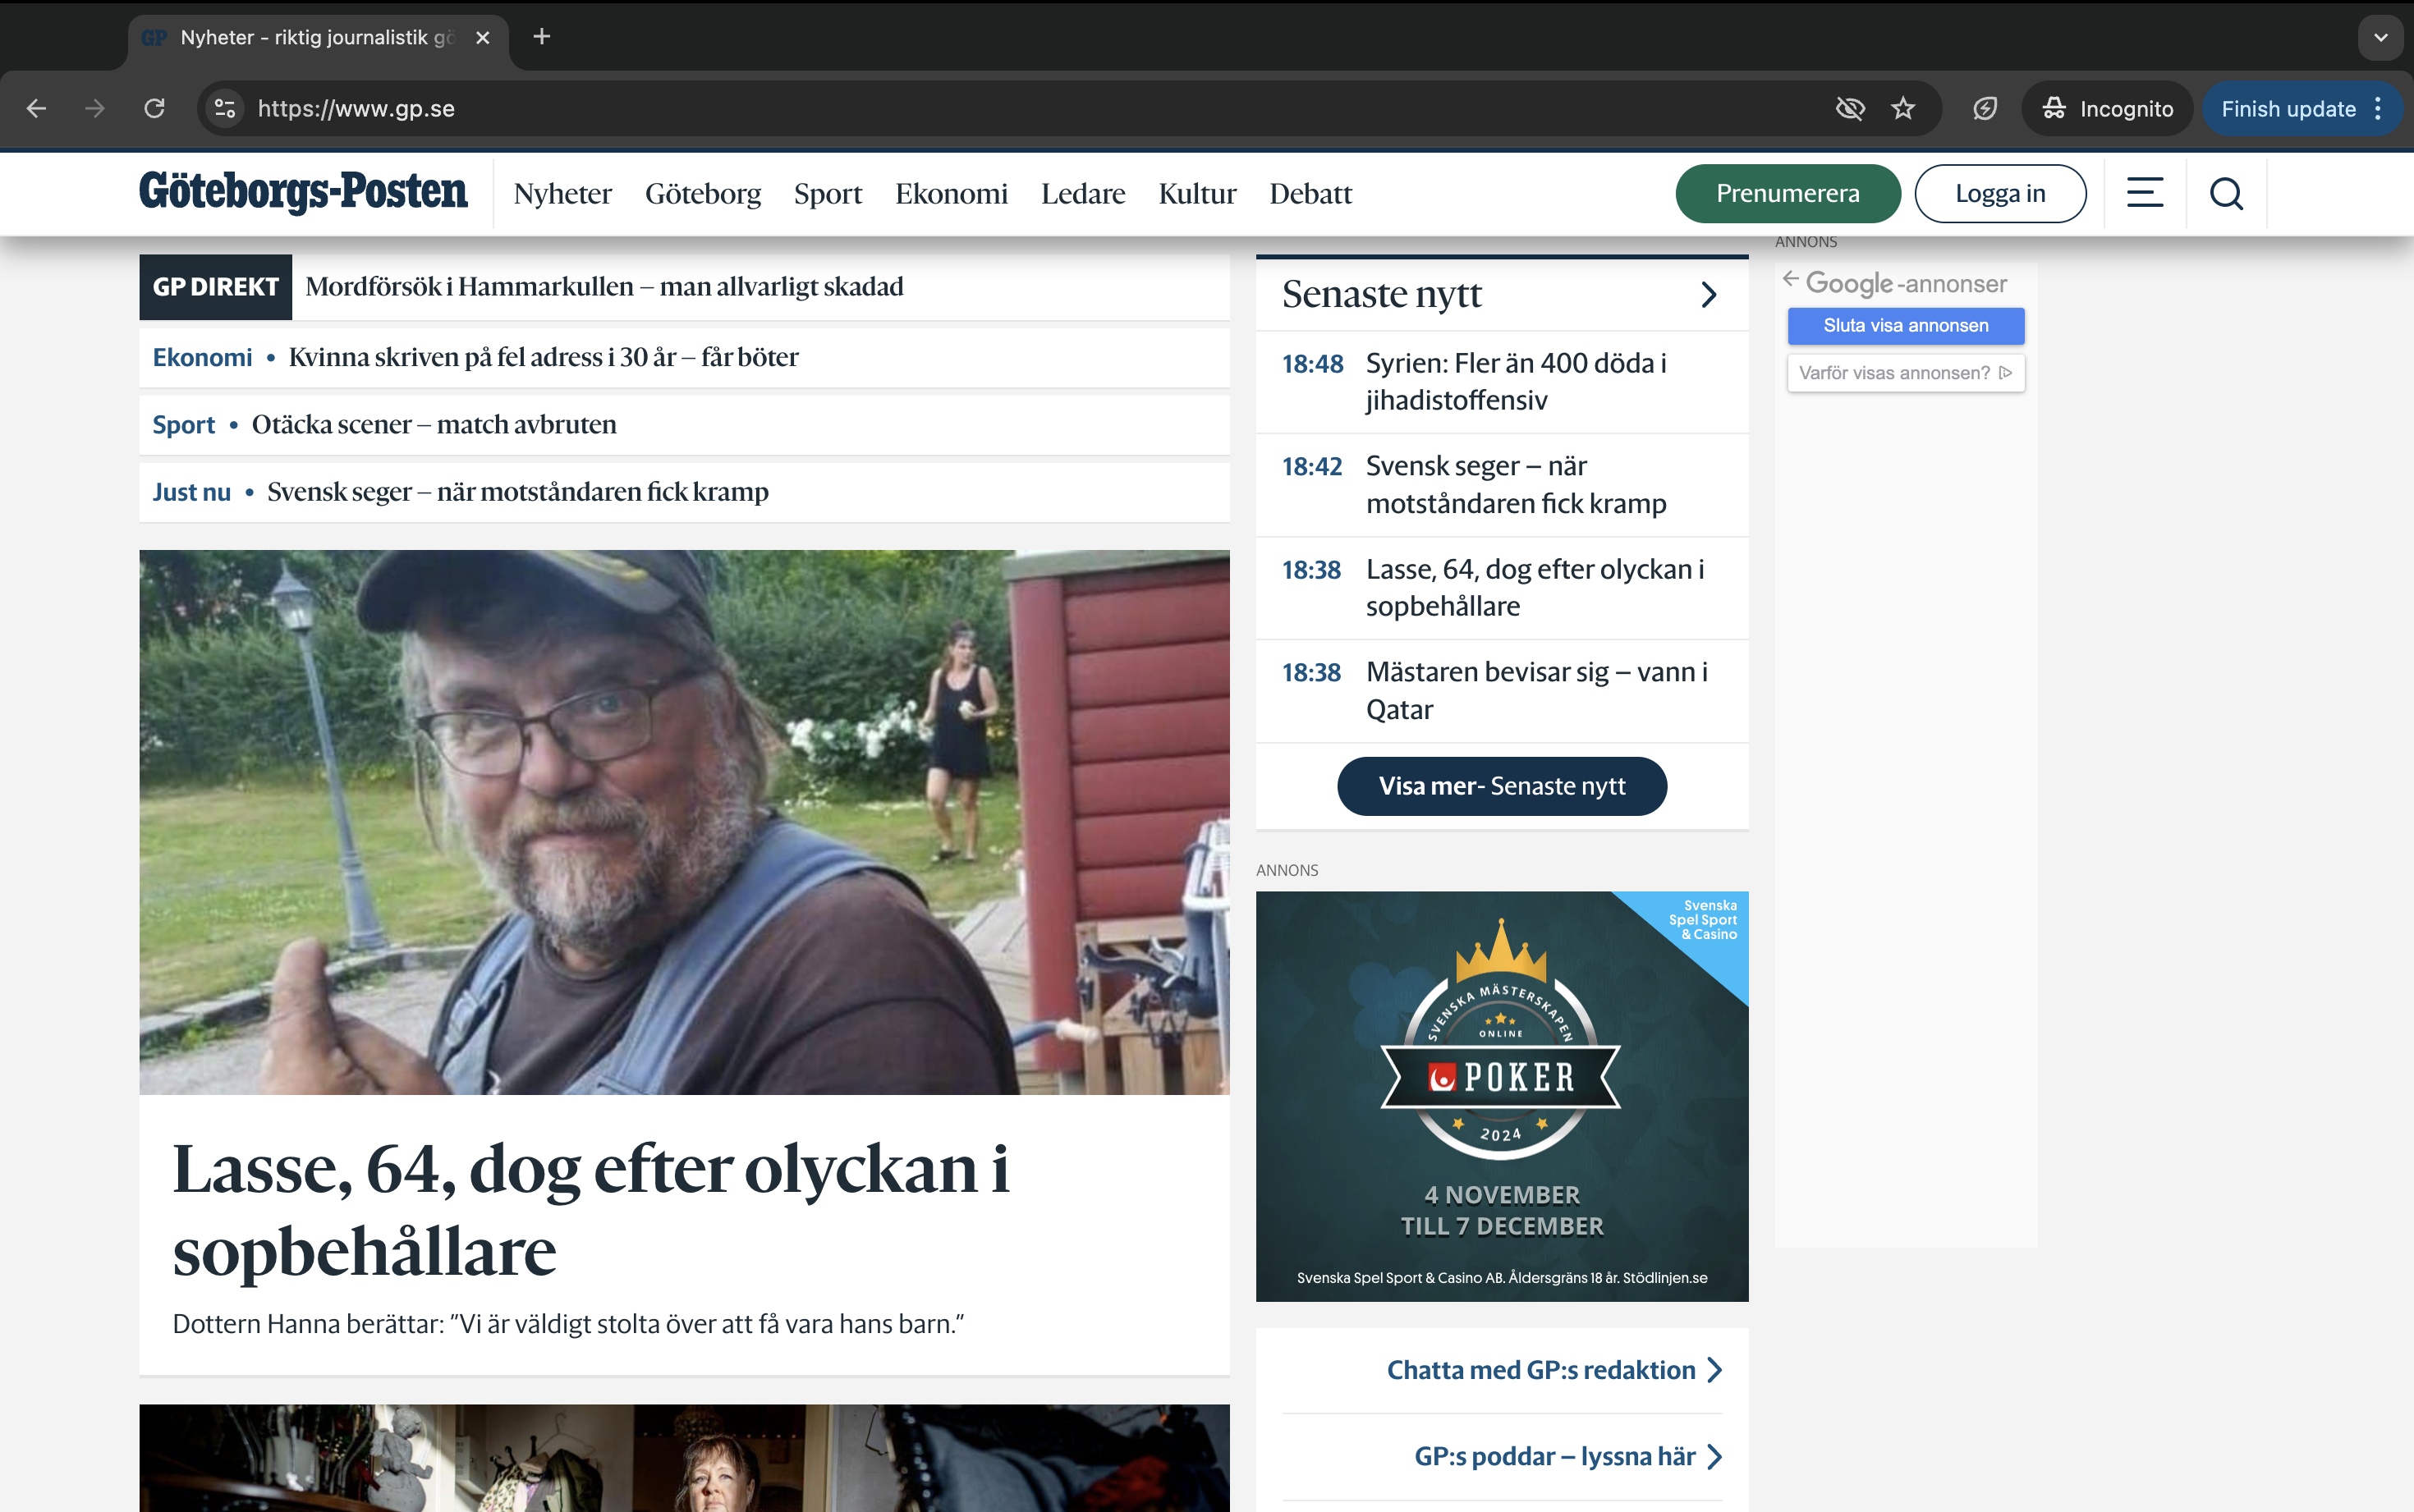 GP Nyheter - riktig journalistik
https://www.gp.se
Incognito
Finish update
Göteborgs-Posten
Nyheter Göteborg Sport Ekonomi Ledare Kultur Debatt
Prenumerera
Logga in
GP DIREKT Mordförsök i Hammarkullen – man allvarligt skadad
Ekonomi • Kvinna skriven på fel adress i 30 år – får böter
Sport • Otäcka scener – match avbruten
Just nu • Svensk seger – när motståndaren fick kramp
Lasse, 64, dog efter olyckan i
sopbehållare
Dottern Hanna berättar: ”Vi är väldigt stolta över att få vara hans barn.”
Senaste nytt
18:48 Syrien: Fler än 400 döda i
jihadistoffensiv
18:42 Svensk seger – när
motståndaren fick kramp
18:38 Lasse, 64, dog efter olyckan i
sopbehållare
18:38 Mästaren bevisar sig – vann i
Qatar
Visa mer- Senaste nytt
ANNONS
Svenska
Spel Sport
& Casino
SVENSKA MÄSTERSKAPEN
ONLINE
POKER
2024
4 NOVEMBER
TILL 7 DECEMBER
Svenska Spel Sport & Casino AB. Åldersgräns 18 år. Stödlinjen.se
Chatta med GP:s redaktion
GP:s poddar – lyssna här
ANNONS
Google-annonser
Sluta visa annonsen
Varför visas annonsen?